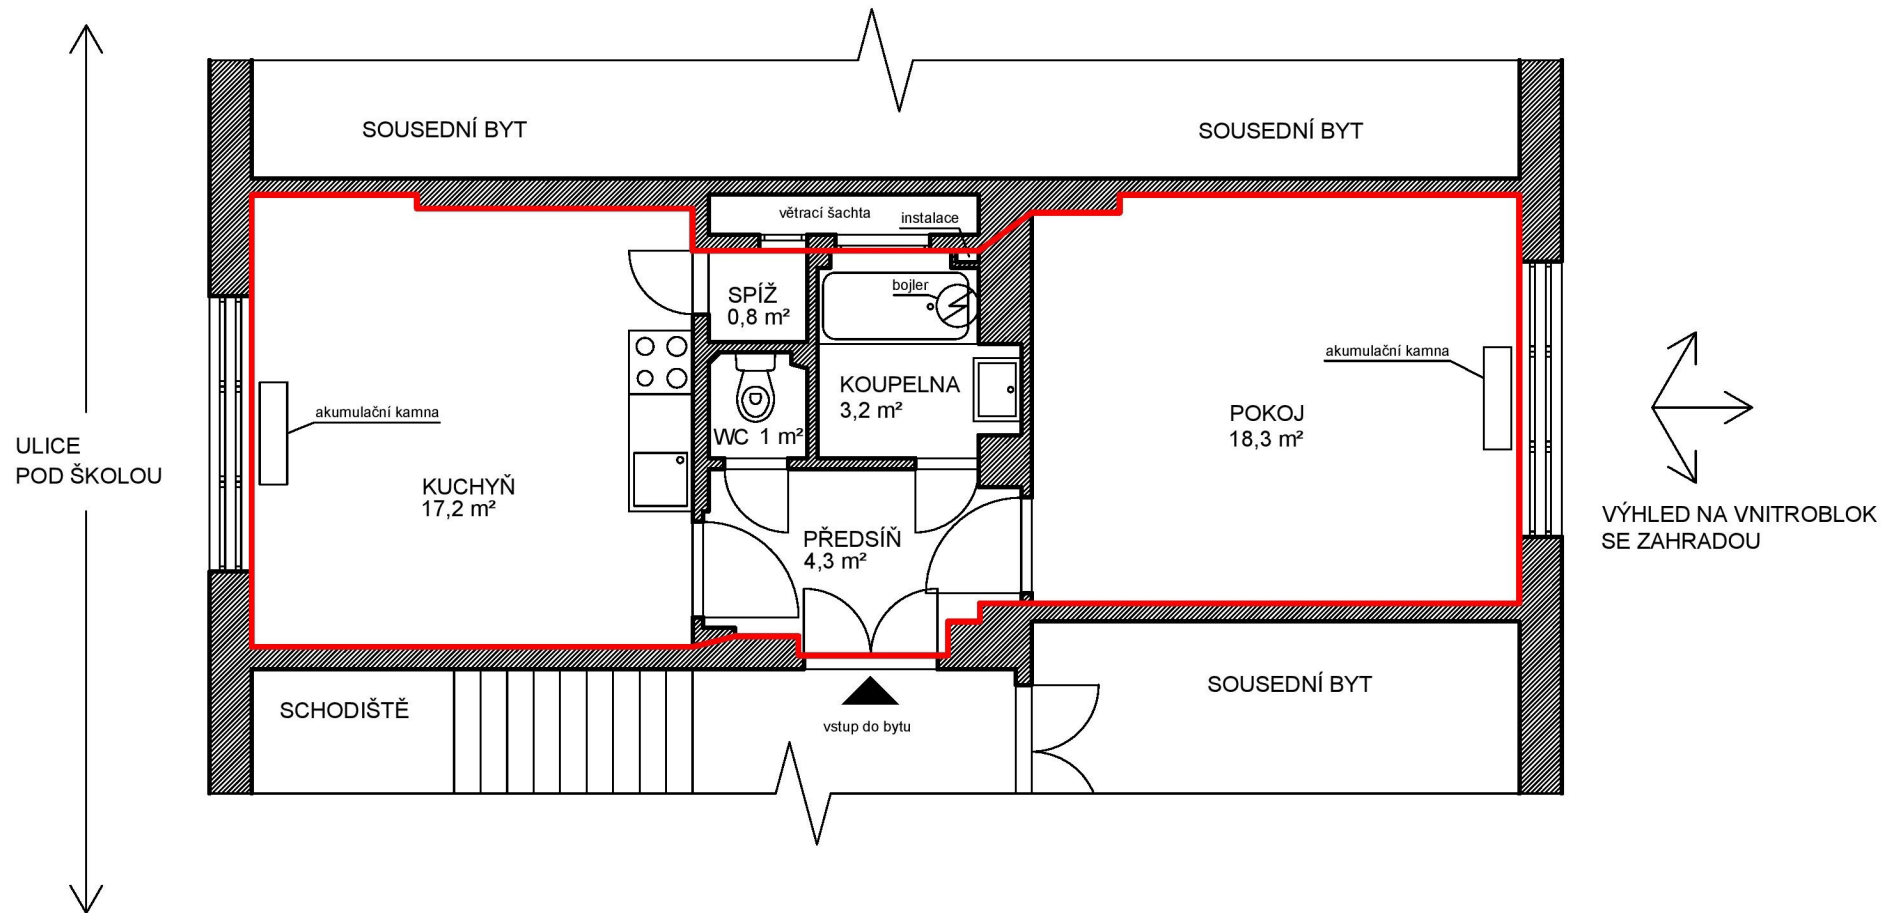 SOUSEDNÍ BYT
SOUSEDNÍ BYT
větrací šachta
instalace
bojler
SPÍŽ
0,8 m²
akumulační kamna
KOUPELNA
3,2 m²
POKOJ
18,3 m²
akumulační kamna
WC 1 m²
ULICE
POD ŠKOLOU
KUCHYŇ
17,2 m²
PŘEDSÍŇ
4,3 m²
VÝHLED NA VNITROBLOK
SE ZAHRADOU
SCHODIŠTĚ
vstup do bytu
SOUSEDNÍ BYT